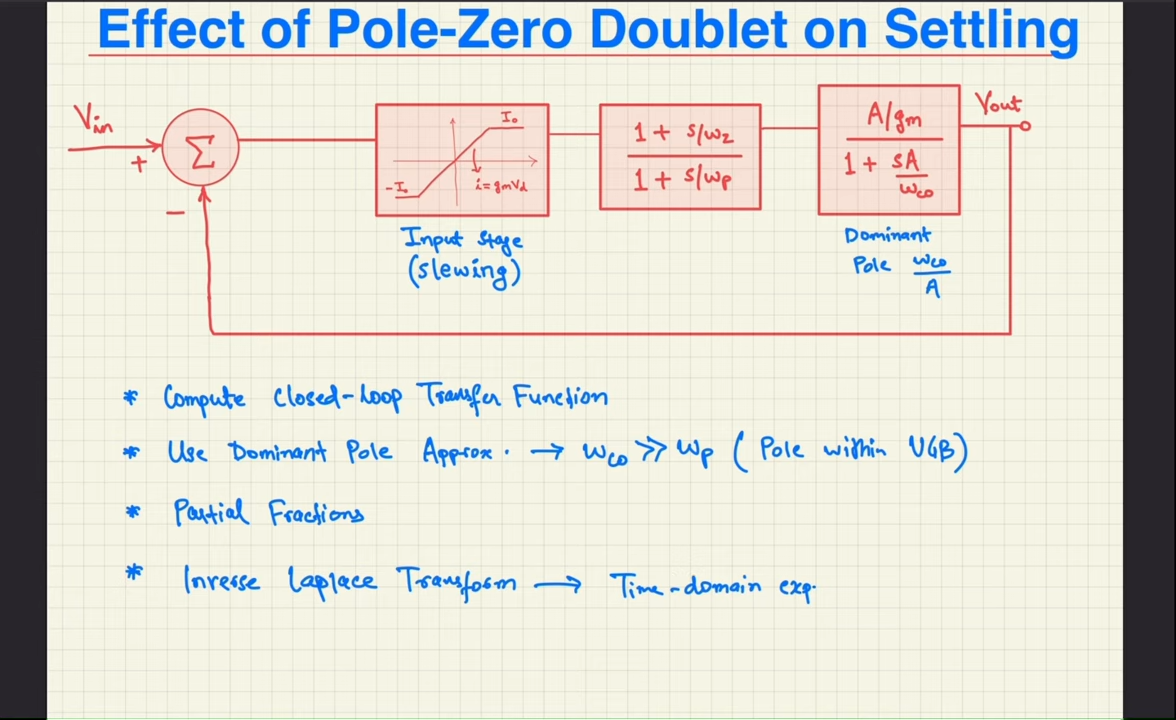 Effect of Pole-Zero Doublet on Settling
Vin
+
Σ
−
I₀
-I₀
i=gmVd
Input Stage
(slewing)
1 + s/ωz
1 + s/ωp
A/gm
1 + sA/ωco
Vout
Dominant
Pole ωco/A
* Compute Closed-Loop Transfer Function
* Use Dominant Pole Approx. → ωco >> ωp ( Pole within UGB)
* Partial Fractions
* Inverse Laplace Transform → Time-domain exp.